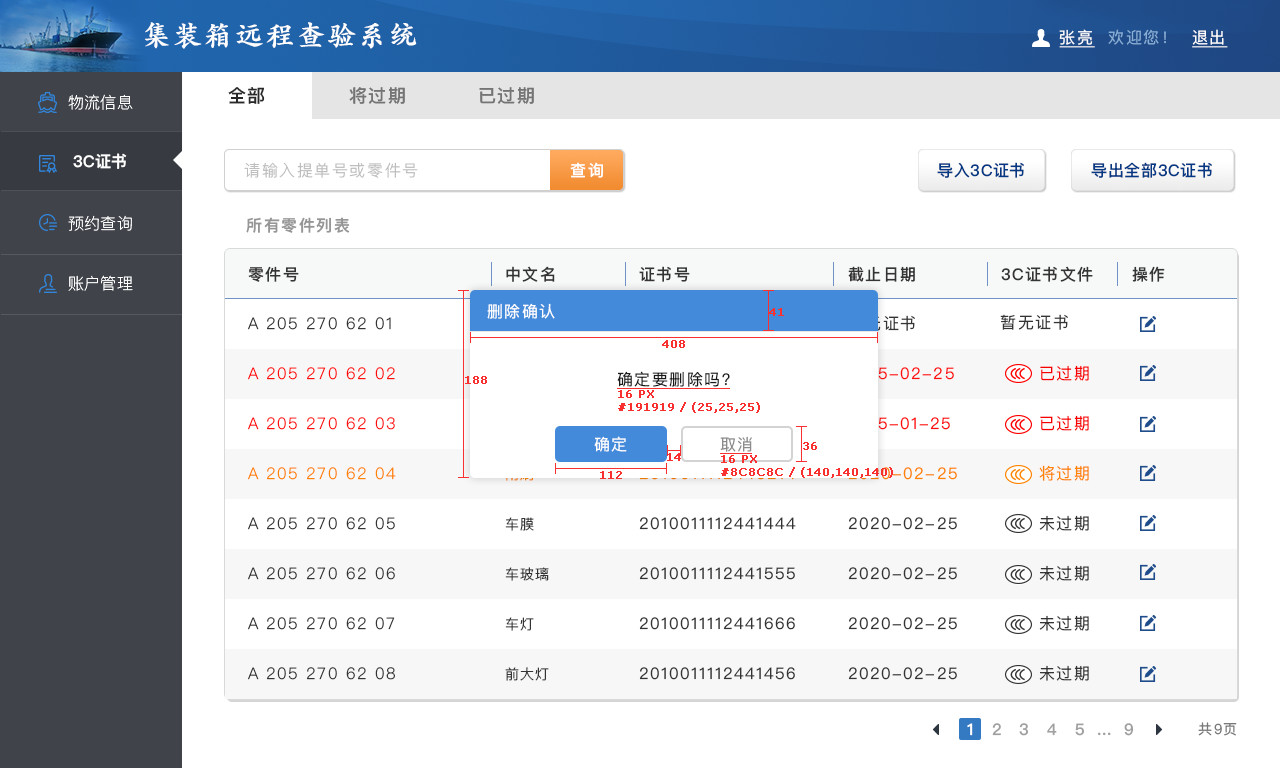 集装箱远程查验系统
张亮 欢迎您! 退出
物流信息
3C证书
预约查询
账户管理
全部 将过期 已过期
请输入提单号或零件号 查询 导入3C证书 导出全部3C证书
所有零件列表
零件号 中文名 证书号 截止日期 3C证书文件 操作
A 205 270 62 01 证书 暂无证书
A 205 270 62 02 5-02-25 已过期
A 205 270 62 03 5-01-25 已过期
A 205 270 62 04 -02-25 将过期
A 205 270 62 05 车膜 2010011112441444 2020-02-25 未过期
A 205 270 62 06 车玻璃 2010011112441555 2020-02-25 未过期
A 205 270 62 07 车灯 2010011112441666 2020-02-25 未过期
A 205 270 62 08 前大灯 2010011112441456 2020-02-25 未过期
删除确认
41
408
188
确定要删除吗?
16 PX
#191919 / (25,25,25)
确定 取消
36
14
16 PX
#8C8C8C / (140,140,140)
112
1 2 3 4 5 ... 9 共9页